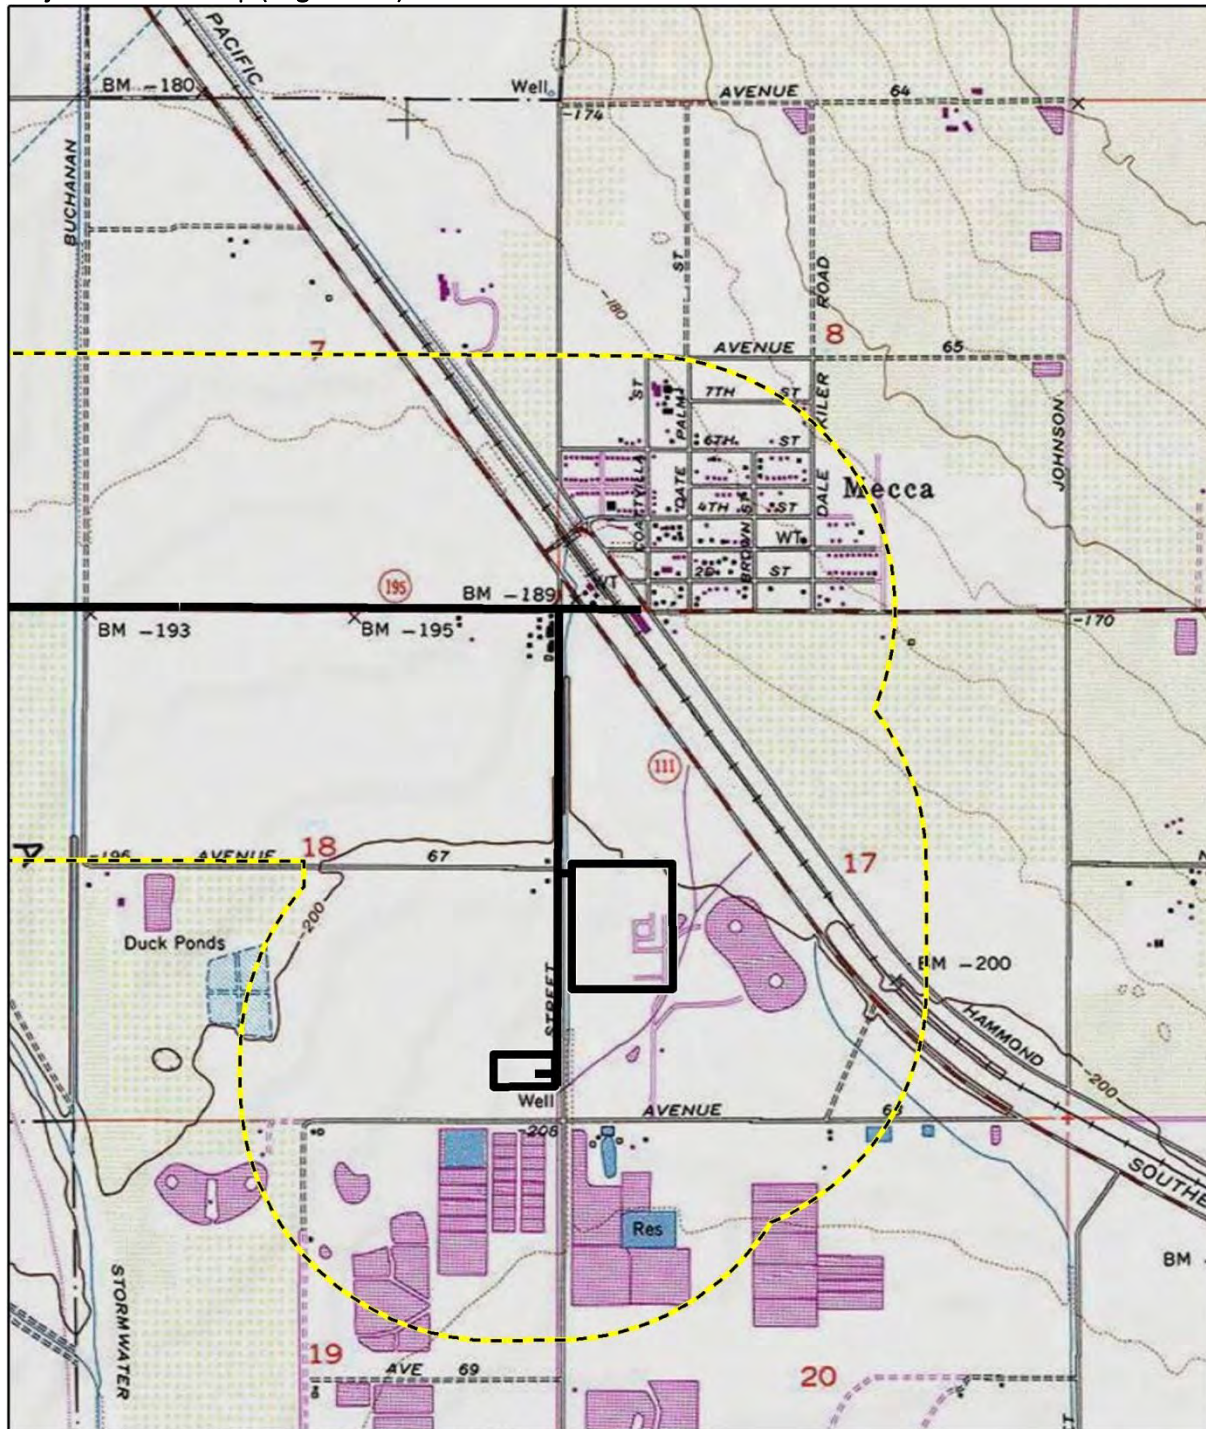 PACIFIC
BM -180
Well
AVENUE 64
-174
BUCHANAN
ST
ROAD
-180
7
8
AVENUE 65
7TH ST
ST
PALM
KILER
6TH ST
JOHNSON
DATE
DALE
Mecca
4TH ST
BROWN ST
WT
2D ST
195
BM -189
WT
BM -193
BM -195
-170
111
18
AVENUE 67
17
-200
Duck Ponds
BM -200
STREET
HAMMOND
-200
Well
AVENUE
-208
SOUTHE
Res
BM
STORMWATER
19
AVE 69
20